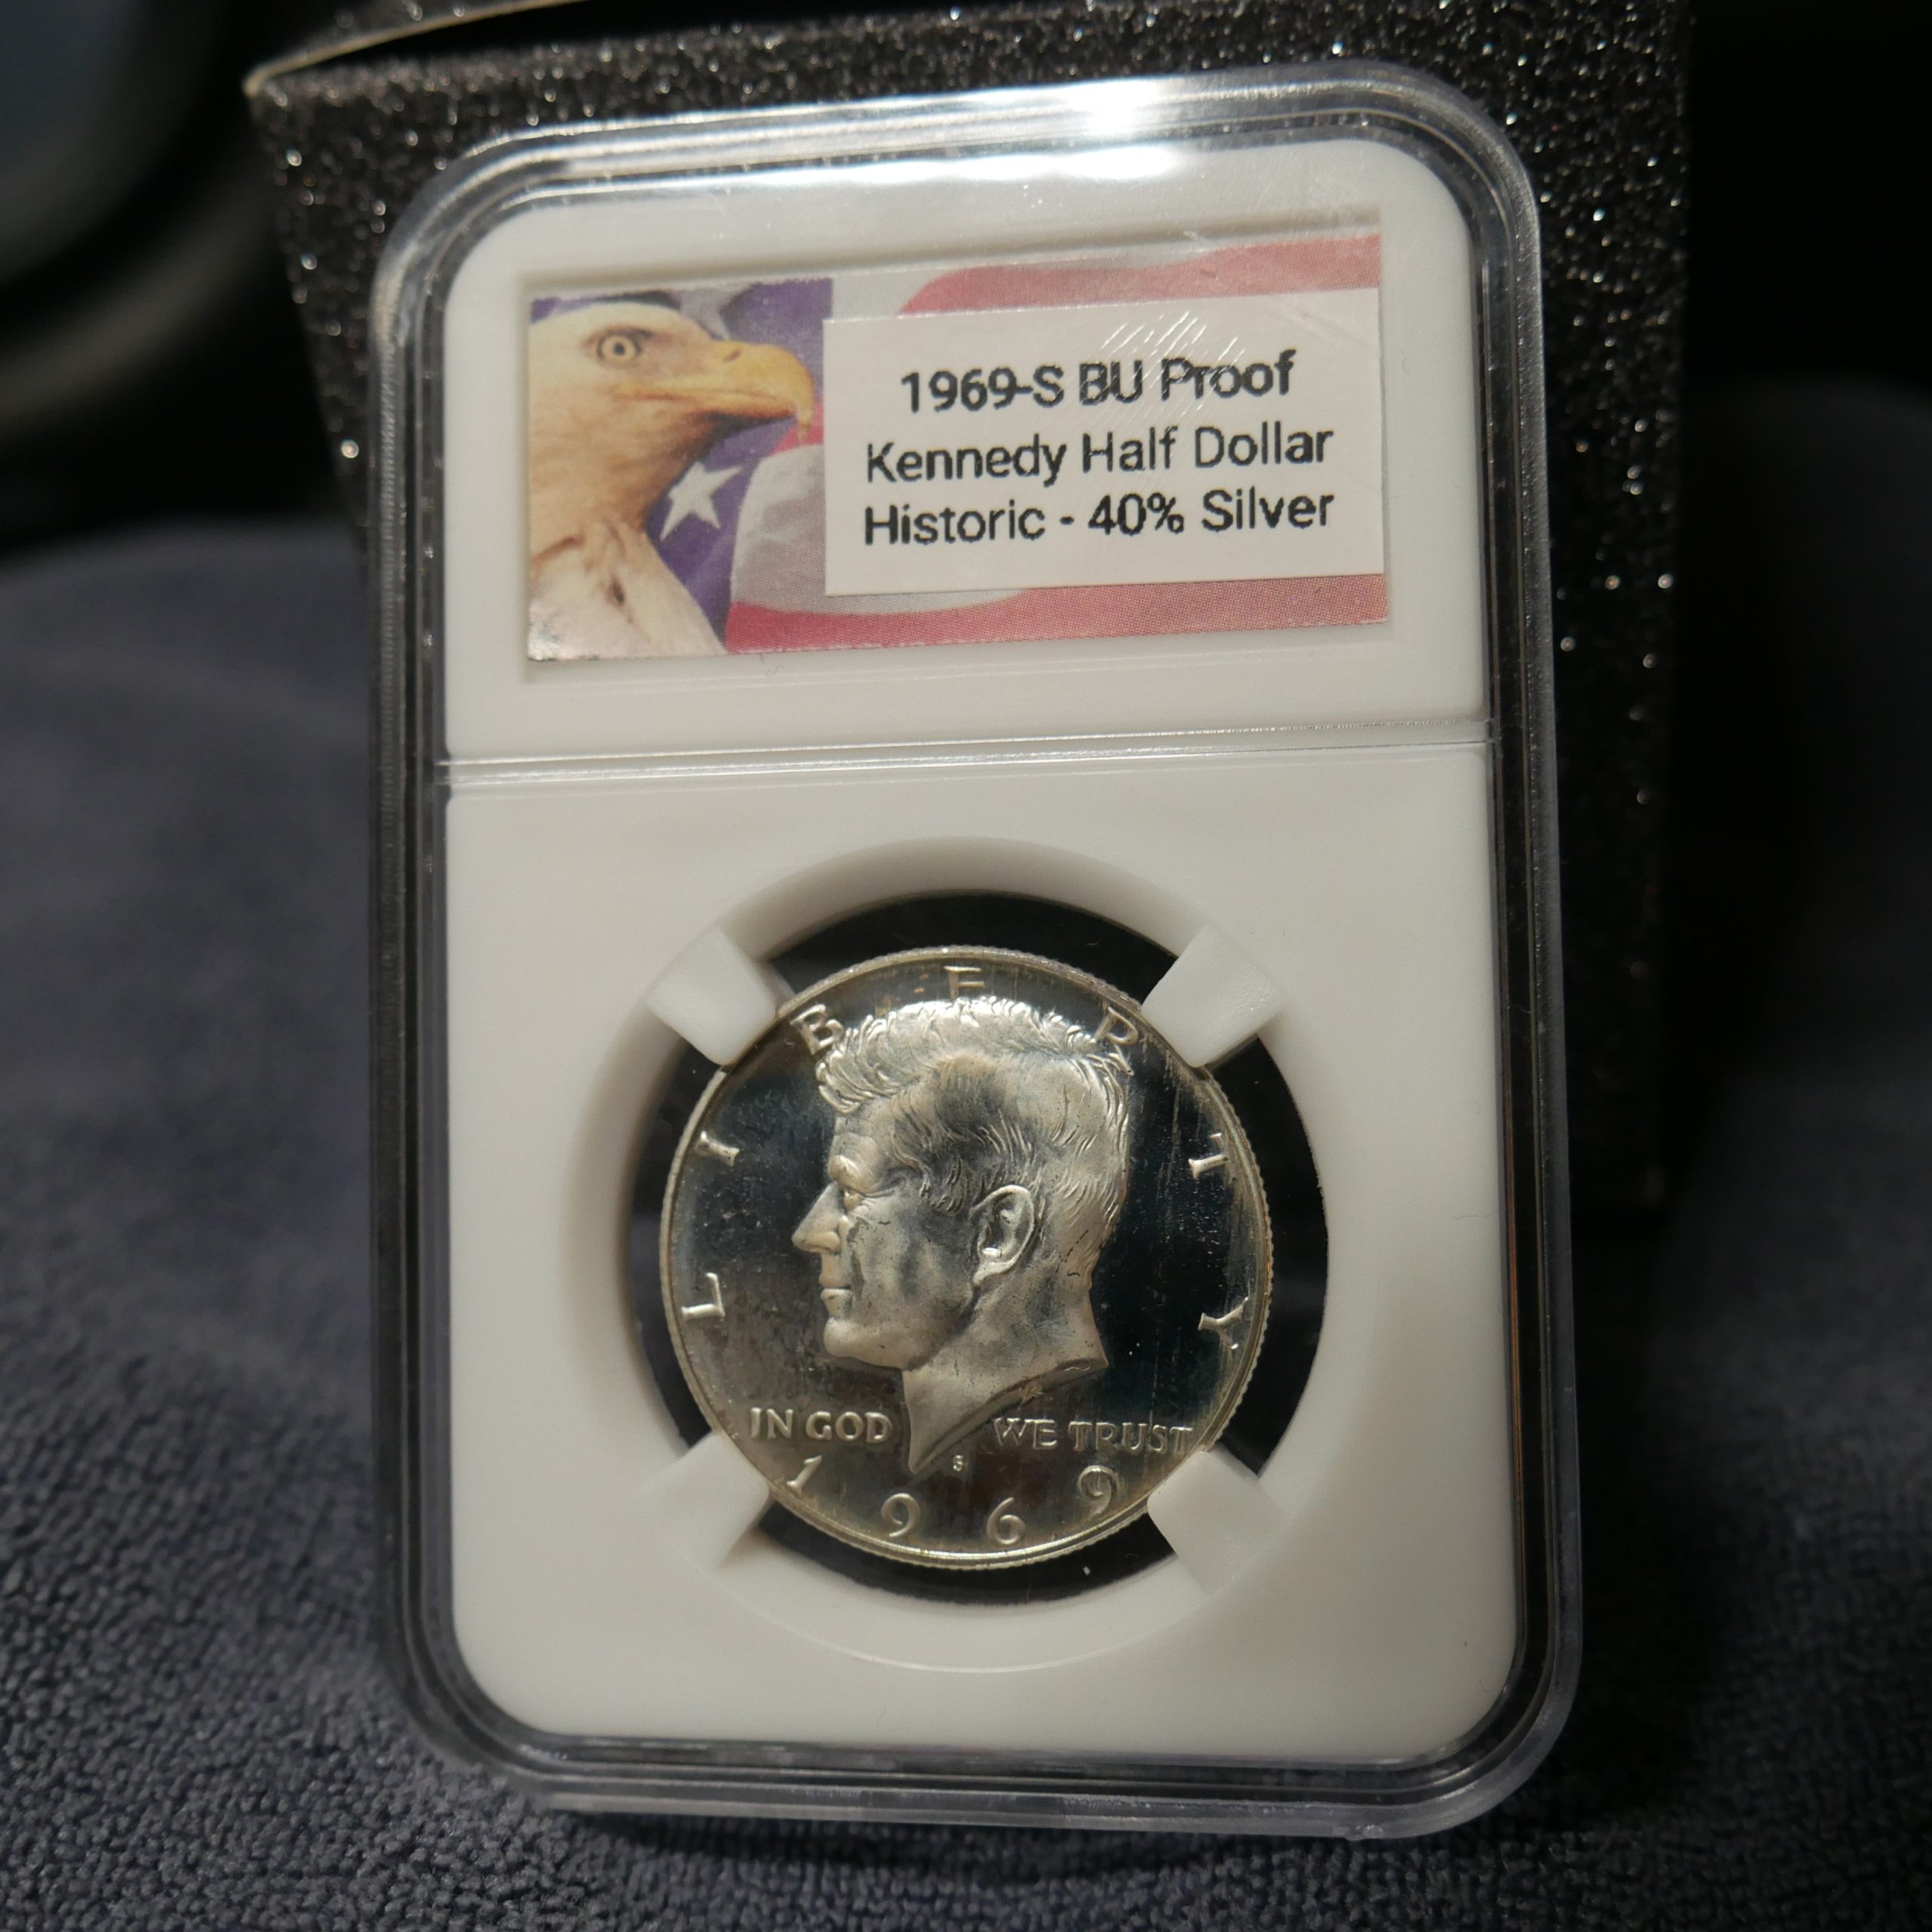 1969-S BU Proof
Kennedy Half Dollar
Historic - 40% Silver
LIBERTY
IN GOD WE TRUST
S
1969